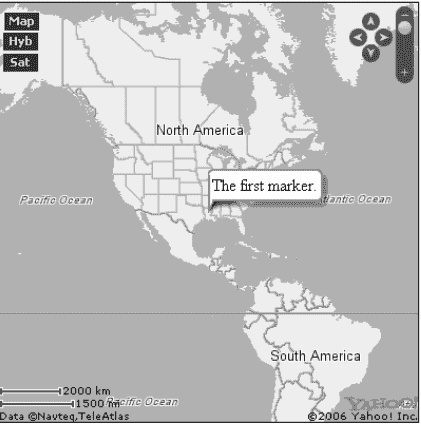 Map
Hyb
Sat
North America
The first marker.
Pacific Ocean
tlantic Ocean
South America
2000 km
1500 mi
Pacific Ocean
YAHOO!
Data ©Navteq,TeleAtlas
©2006 Yahoo! Inc.